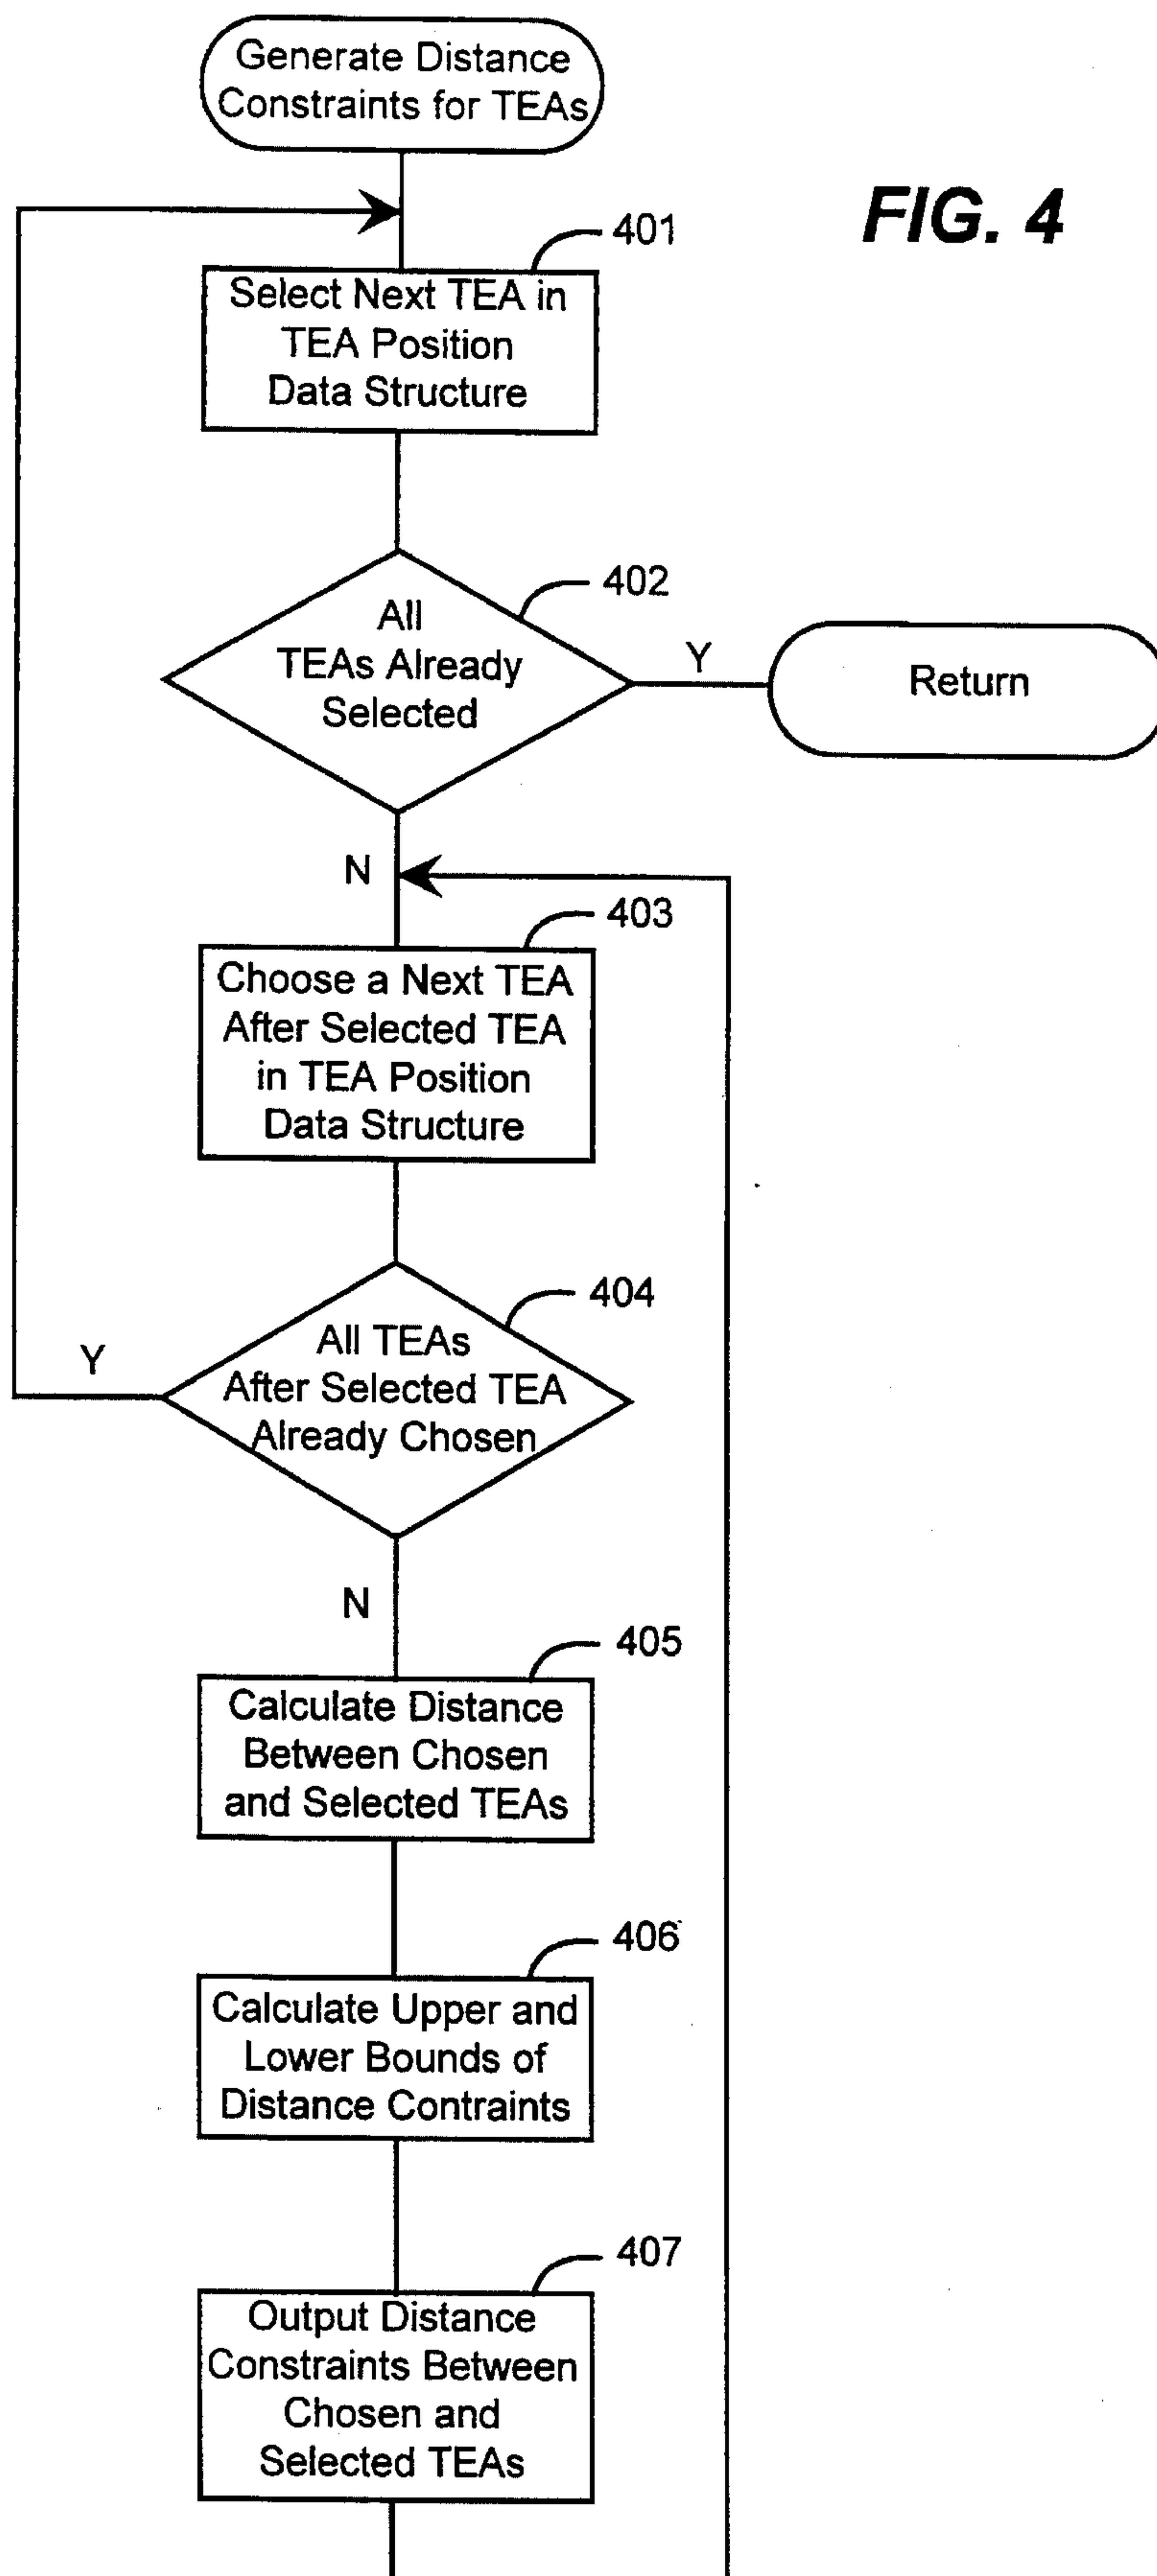 Generate Distance
Constraints for TEAs
FIG. 4
401
Select Next TEA in
TEA Position
Data Structure
402
All
TEAs Already
Selected
Y
Return
N
403
Choose a Next TEA
After Selected TEA
in TEA Position
Data Structure
404
All TEAs
After Selected TEA
Already Chosen
Y
N
405
Calculate Distance
Between Chosen
and Selected TEAs
406
Calculate Upper and
Lower Bounds of
Distance Contraints
407
Output Distance
Constraints Between
Chosen and
Selected TEAs